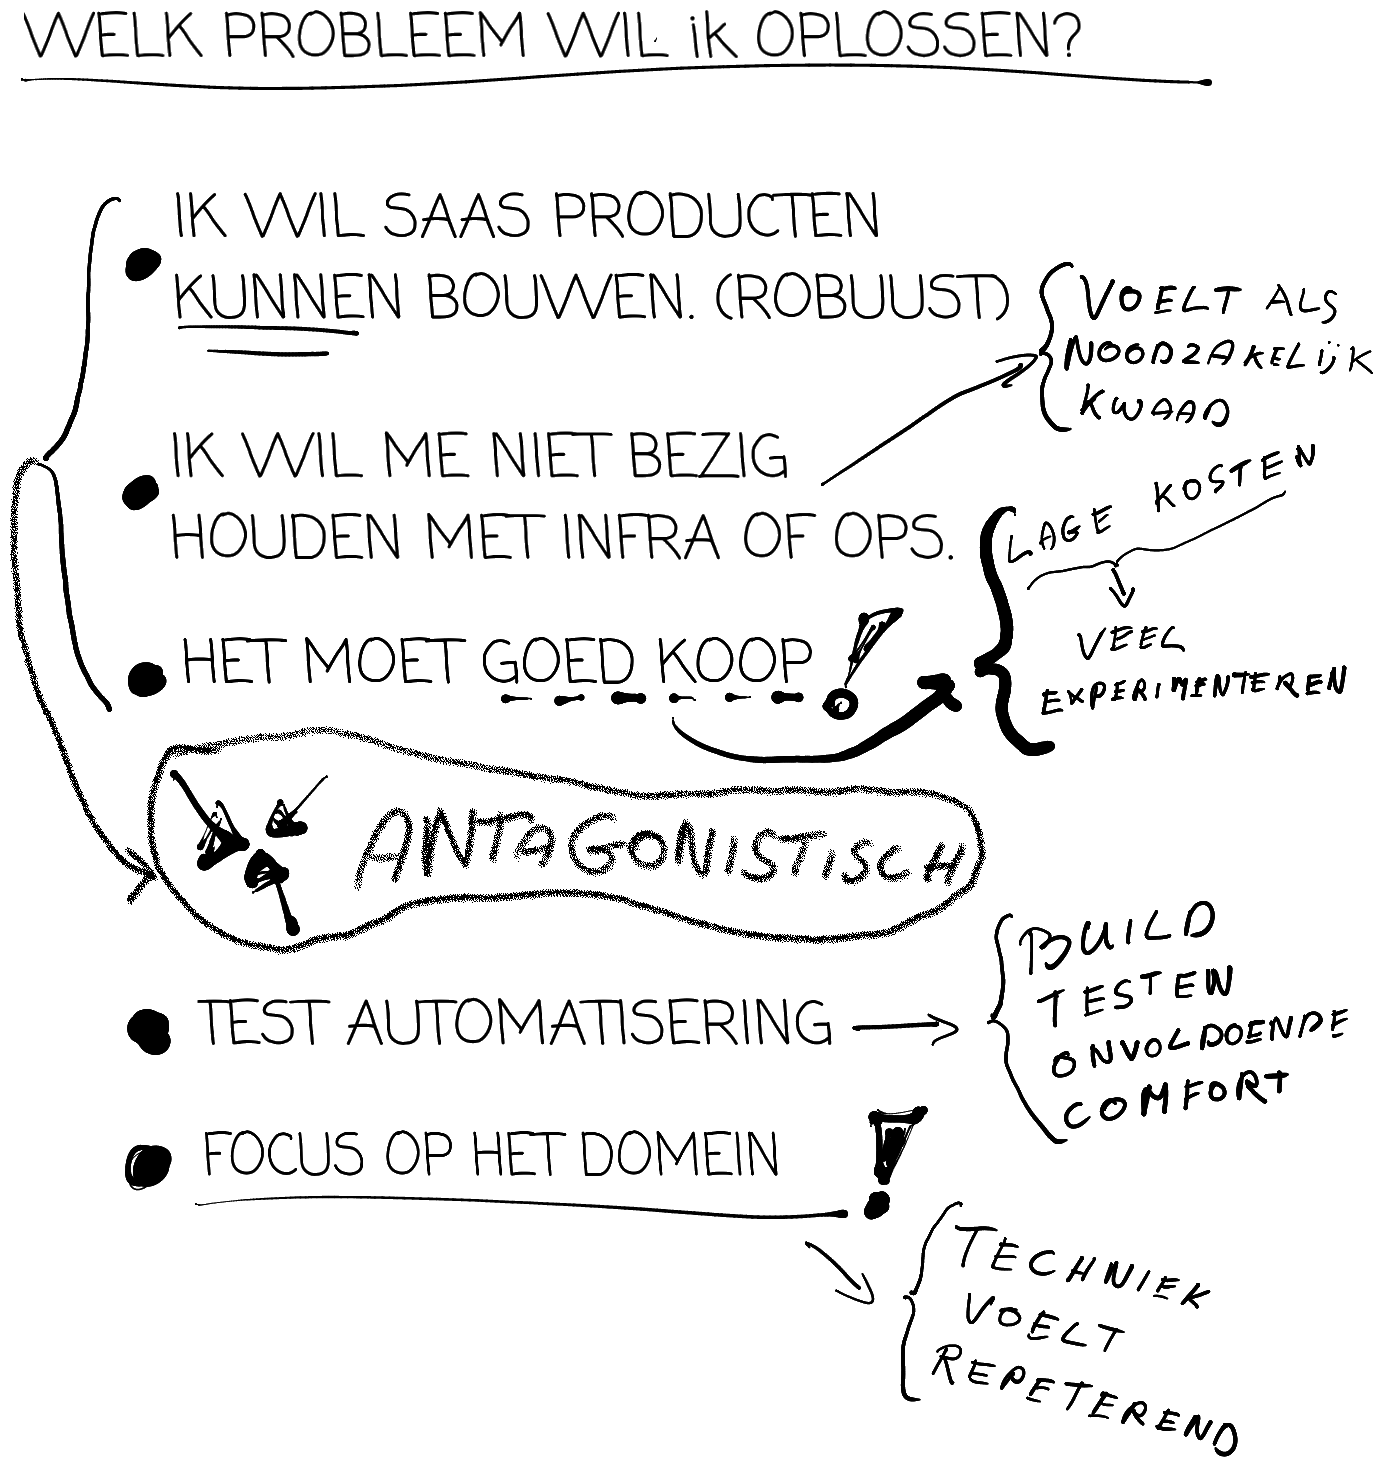 WELK PROBLEEM WIL ik OPLOSSEN?
IK WIL SAAS PRODUCTEN
KUNNEN BOUWEN. (ROBUUST)
VOELT ALS
NOODZAKELIJK
KWAAD
IK WIL ME NIET BEZIG
HOUDEN MET INFRA OF OPS.
LAGE KOSTEN
VEEL
EXPERIMENTEREN
HET MOET GOED KOOP !
ANTAGONISTISCH
TEST AUTOMATISERING
BUILD
TESTEN
ONVOLDOENDE
COMFORT
FOCUS OP HET DOMEIN !
TECHNIEK
VOELT
REPETEREND